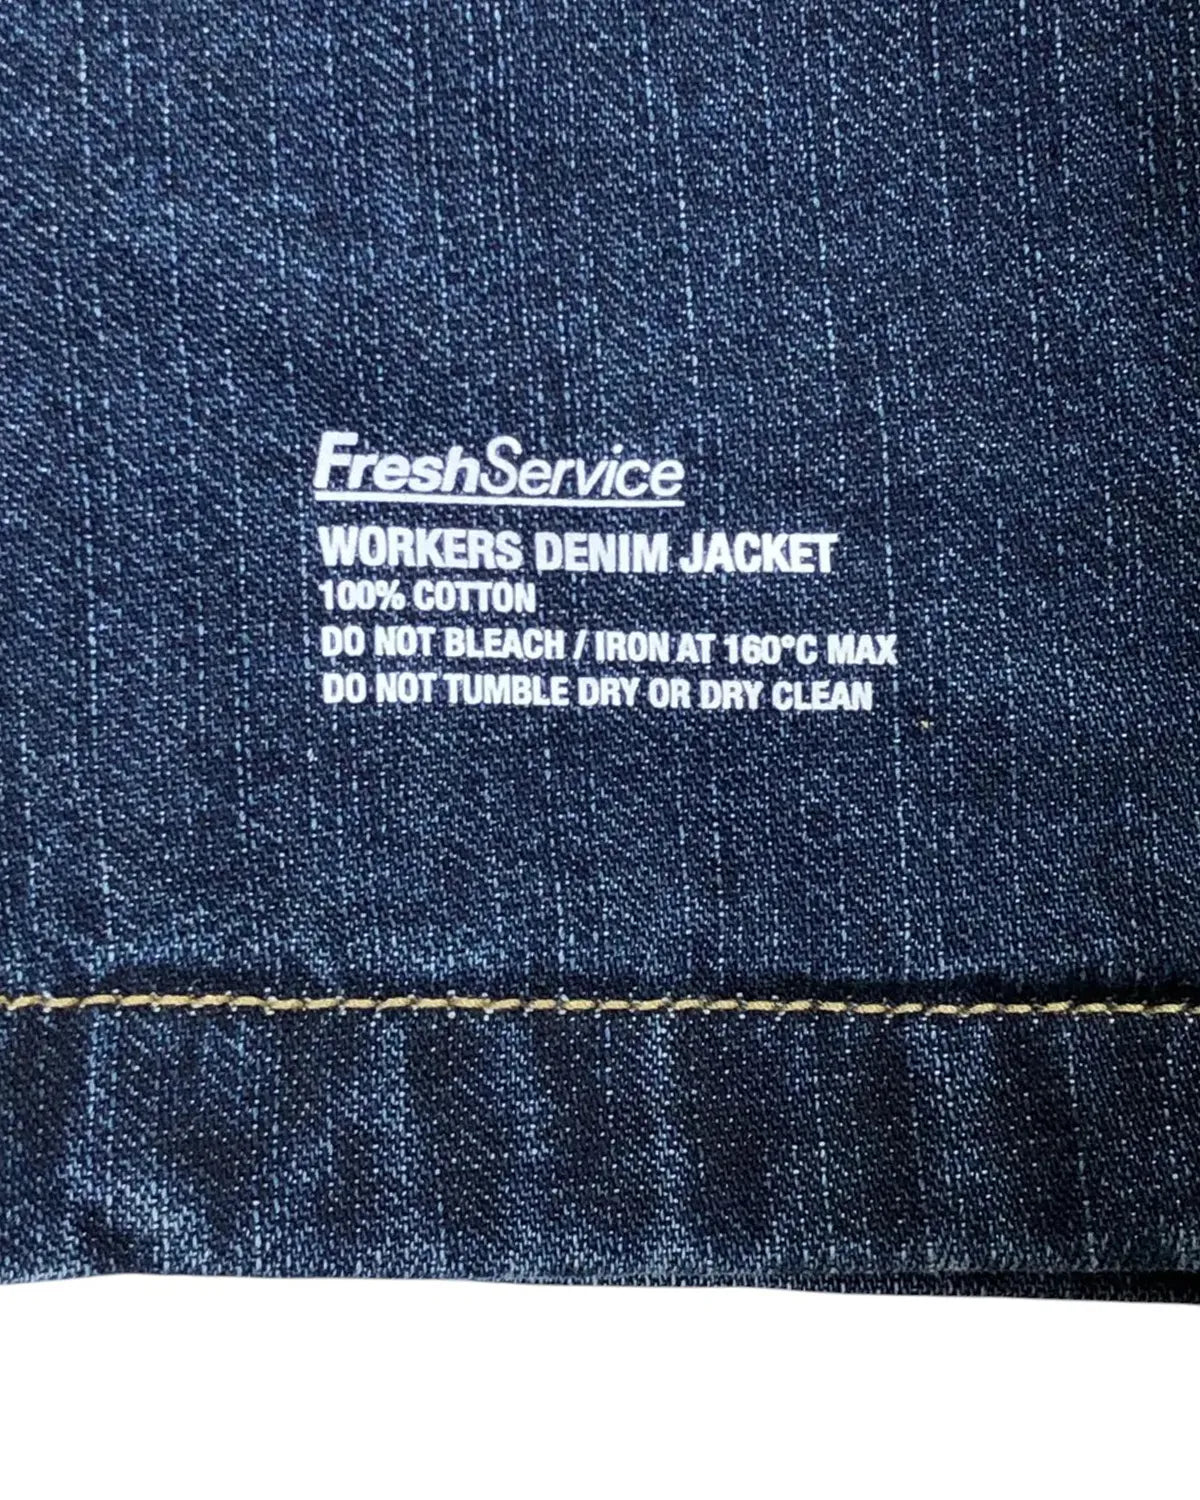 FreshService
WORKERS DENIM JACKET
100% COTTON
DO NOT BLEACH / IRON AT 160°C MAX
DO NOT TUMBLE DRY OR DRY CLEAN